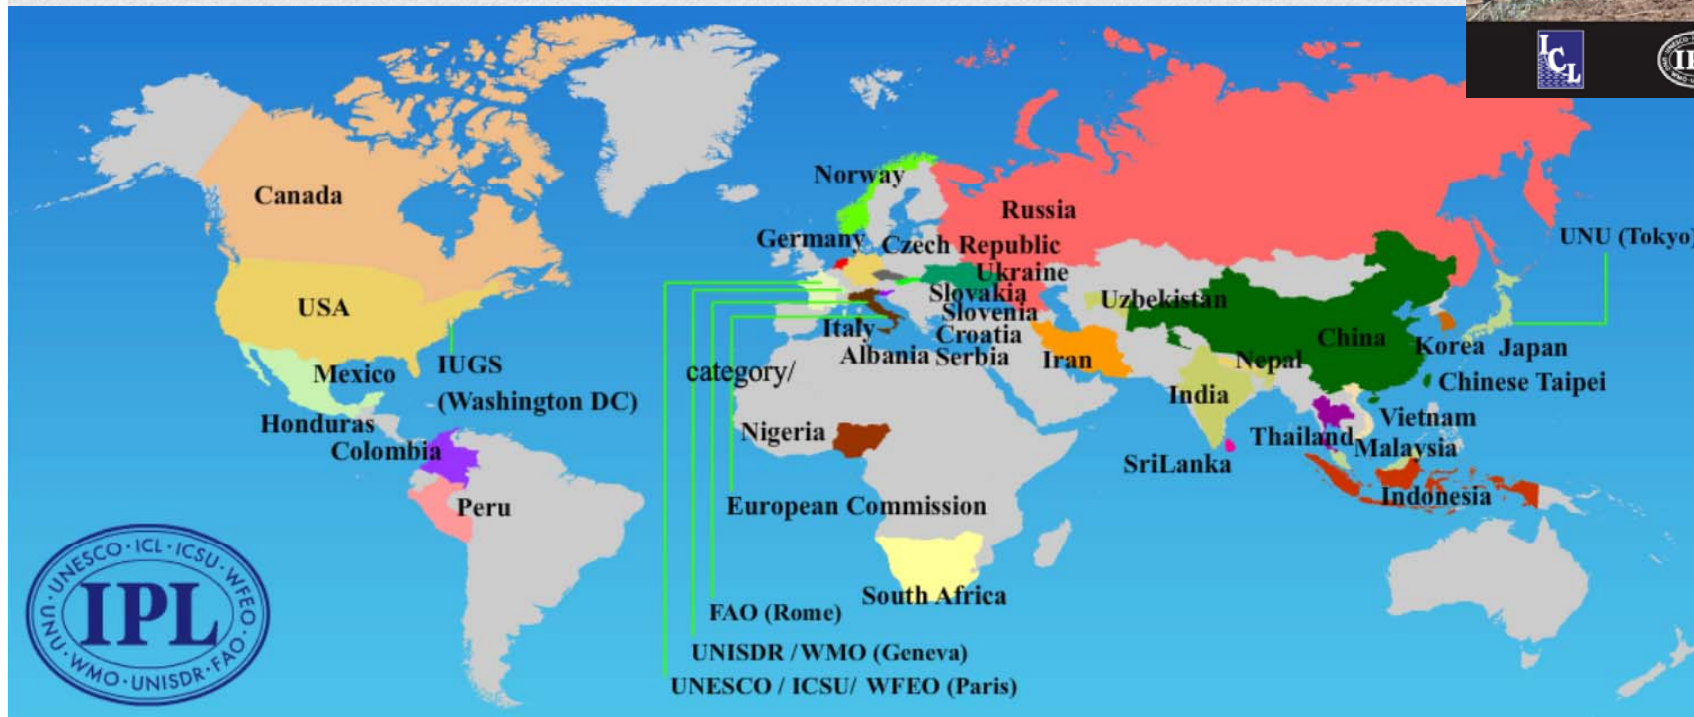 ICL
Norway
Canada
Russia
UNU (Tokyo)
Germany
Czech Republic
Ukraine
Slovakia
Uzbekistan
USA
Slovenia
Italy
Croatia
China
Albania
Serbia
Iran
Nepal
Korea
Japan
IUGS
(Washington DC)
Mexico
category/
India
Chinese Taipei
Honduras
Vietnam
Colombia
Nigeria
Thailand
Malaysia
SriLanka
Peru
European Commission
Indonesia
South Africa
FAO (Rome)
UNISDR / WMO (Geneva)
UNESCO / ICSU/ WFEO (Paris)
UNU · UNESCO · ICL · ICSU · WFEO · FAO · UNISDR · WMO
IPL